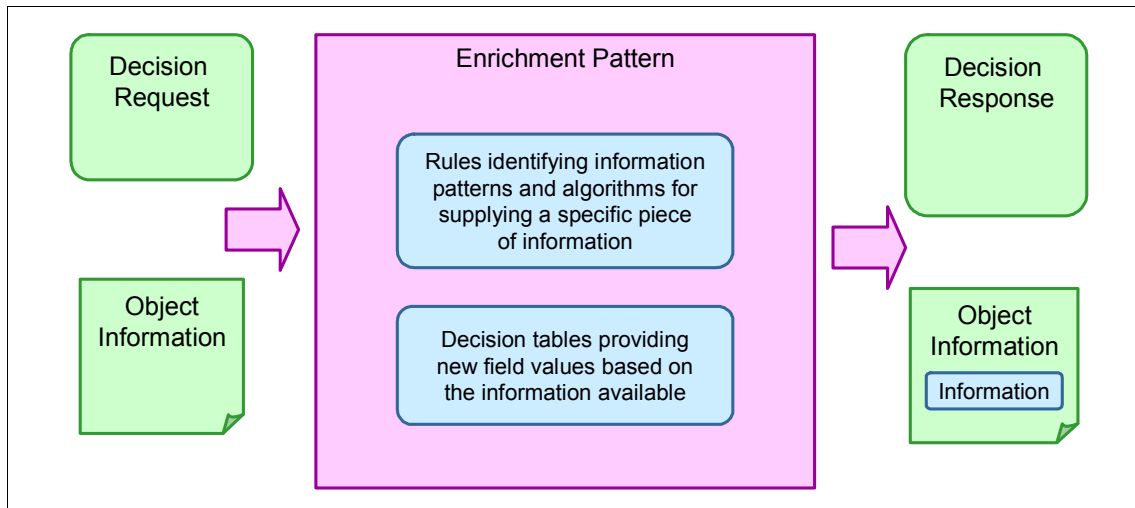 Decision
Request
Object
Information
Enrichment Pattern
Rules identifying information
patterns and algorithms for
supplying a specific piece
of information
Decision tables providing
new field values based on
the information available
Decision
Response
Object
Information
Information